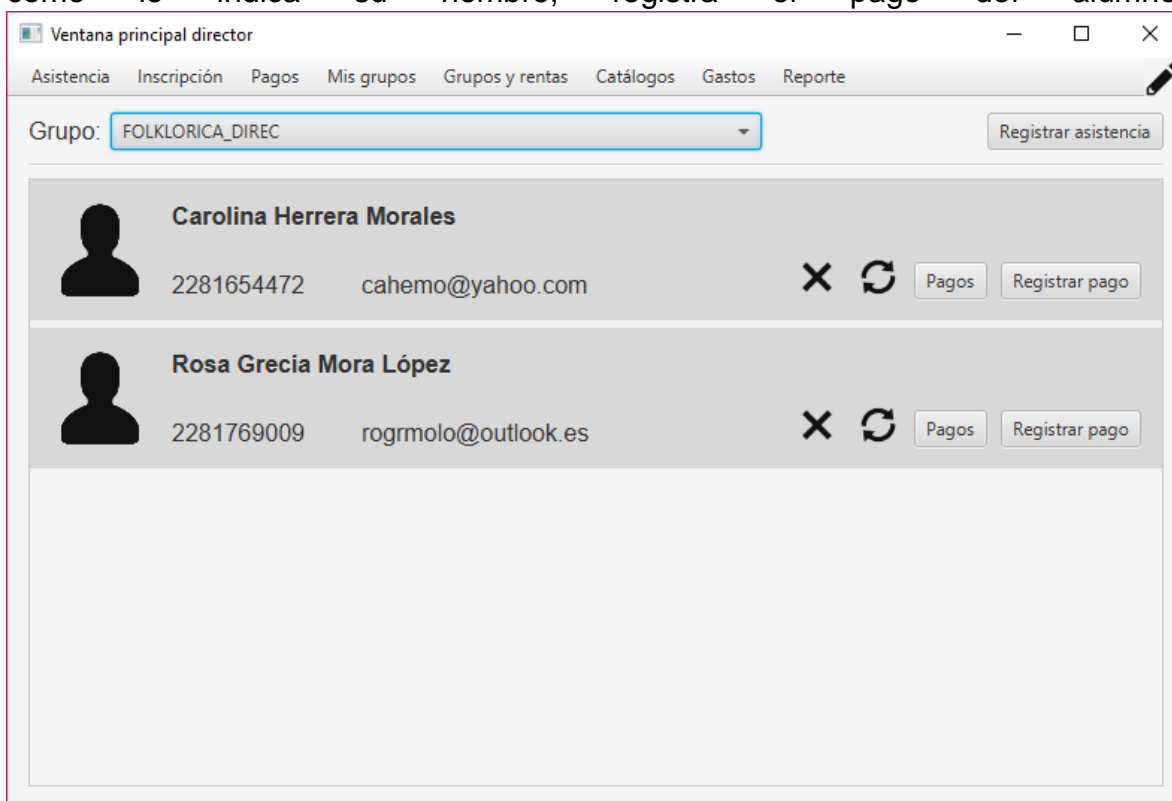 como lo indica su nombre, registra el pago del alumno
Ventana principal director
Asistencia Inscripción Pagos Mis grupos Grupos y rentas Catálogos Gastos Reporte
Grupo: FOLKLORICA_DIREC Registrar asistencia
Carolina Herrera Morales
2281654472 cahemo@yahoo.com Pagos Registrar pago
Rosa Grecia Mora López
2281769009 rogrmolo@outlook.es Pagos Registrar pago